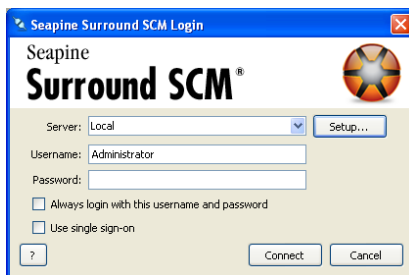 Seapine Surround SCM Login
Seapine
Surround SCM®
Server: Local Setup...
Username: Administrator
Password:
Always login with this username and password
Use single sign-on
? Connect Cancel